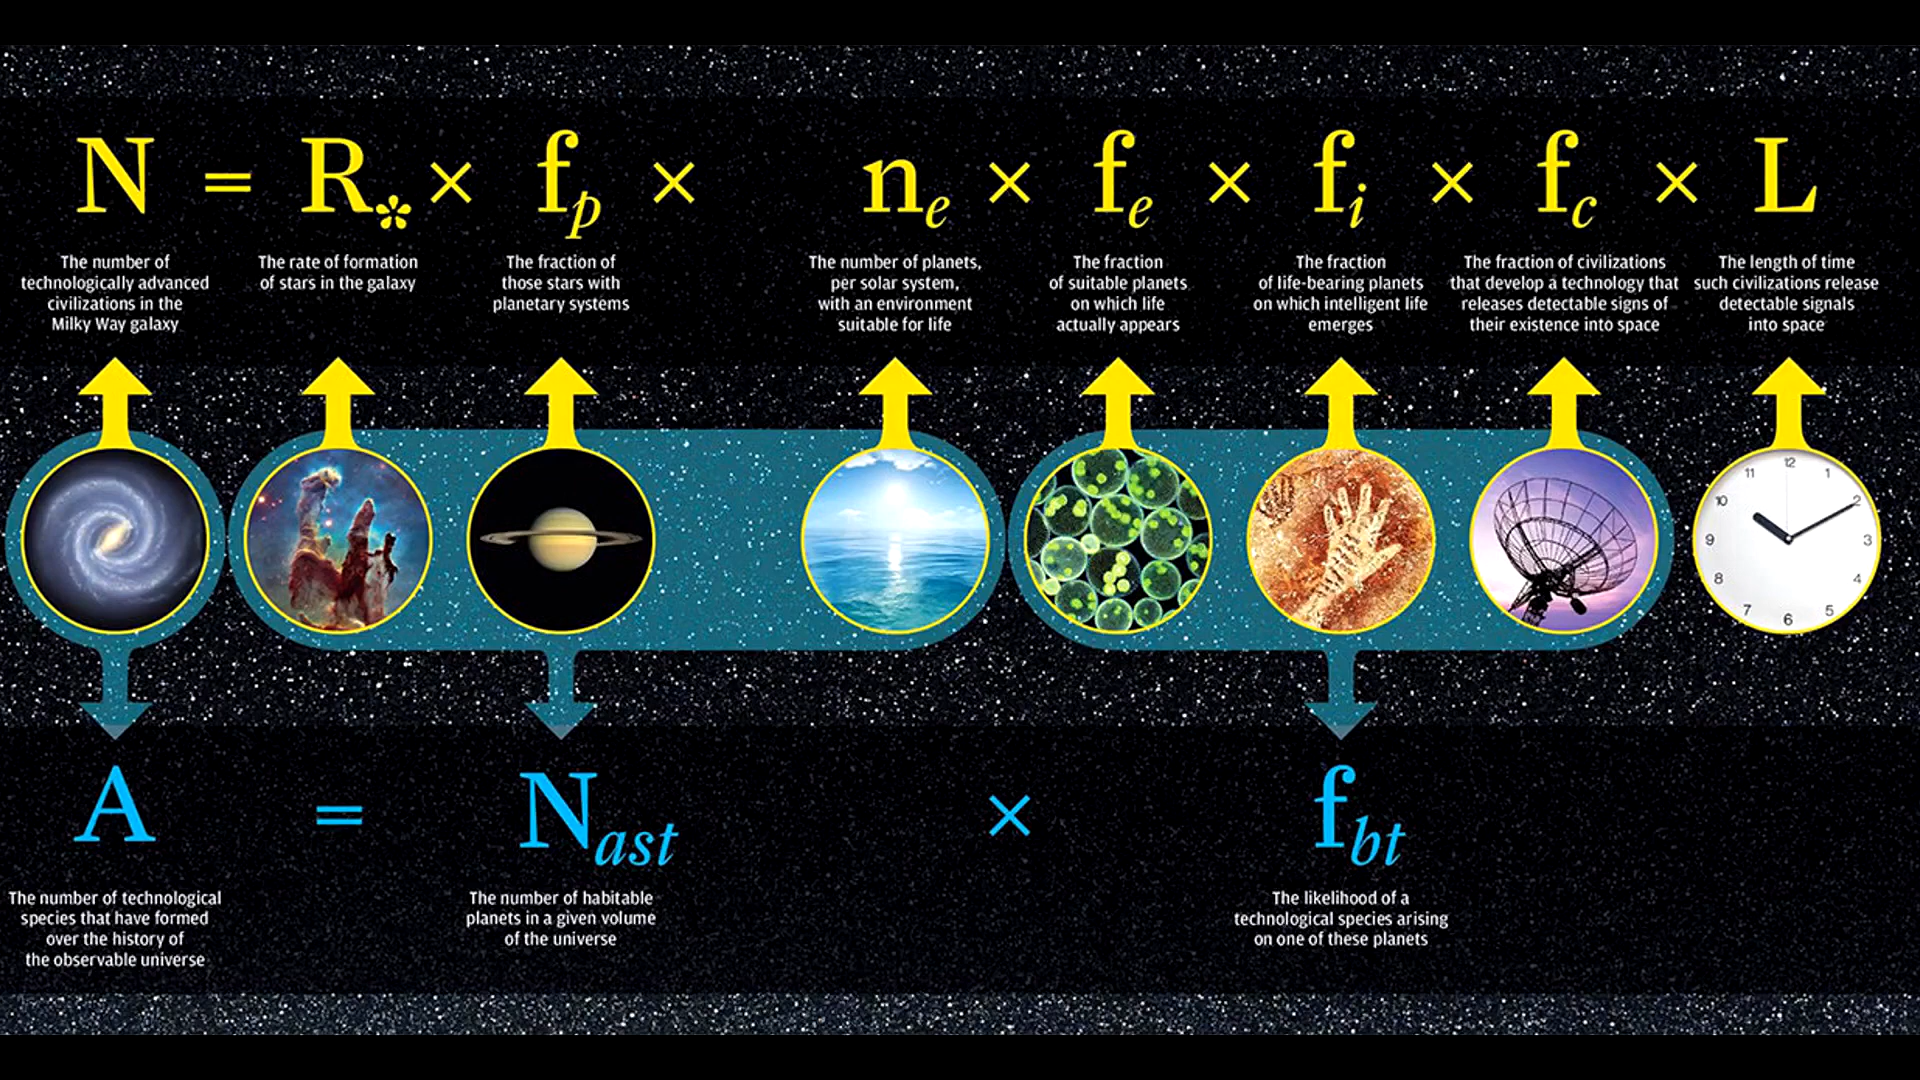 N = R* × fp × ne × fe × fi × fc × L
The number of
technologically advanced
civilizations in the
Milky Way galaxy
The rate of formation
of stars in the galaxy
The fraction of
those stars with
planetary systems
The number of planets,
per solar system,
with an environment
suitable for life
The fraction
of suitable planets
on which life
actually appears
The fraction
of life-bearing planets
on which intelligent life
emerges
The fraction of civilizations
that develop a technology that
releases detectable signs of
their existence into space
The length of time
such civilizations release
detectable signals
into space
12
1
2
3
4
5
6
7
8
9
10
11
A = Nast × fbt
The number of technological
species that have formed
over the history of
the observable universe
The number of habitable
planets in a given volume
of the universe
The likelihood of a
technological species arising
on one of these planets